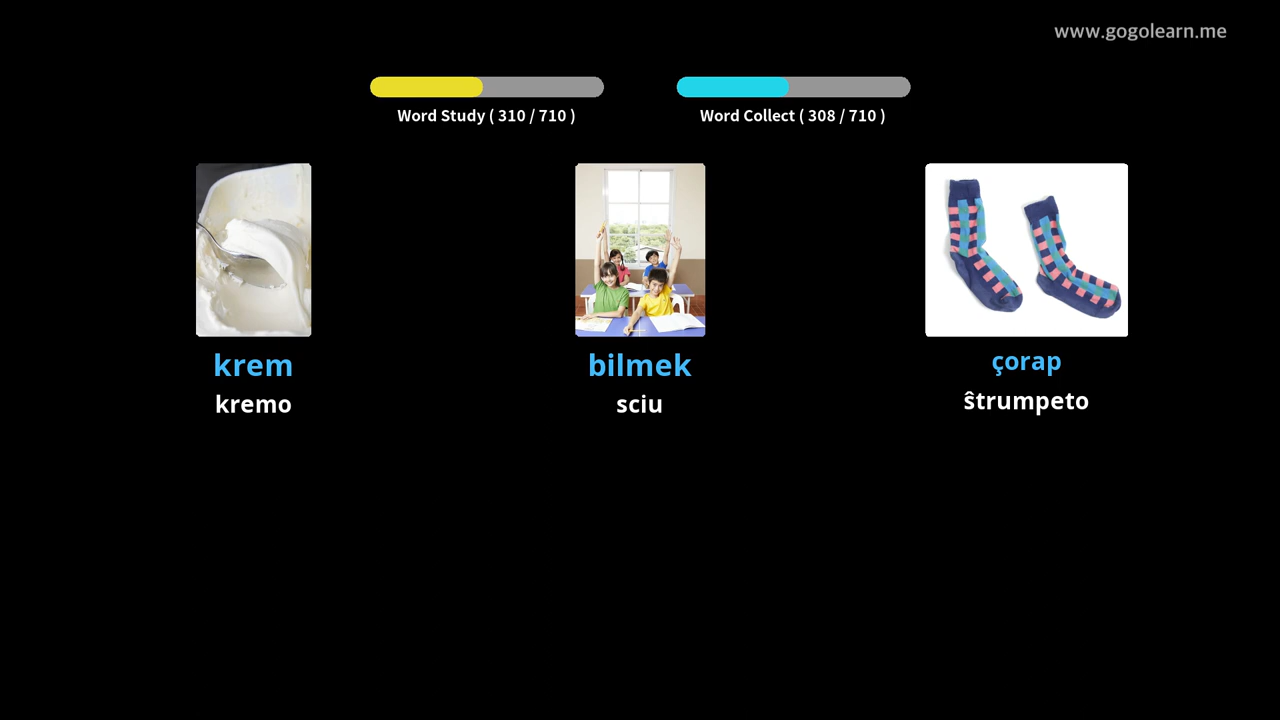 www.gogolearn.me
Word Study ( 310 / 710 )
Word Collect ( 308 / 710 )
krem
kremo
bilmek
sciu
çorap
ŝtrumpeto